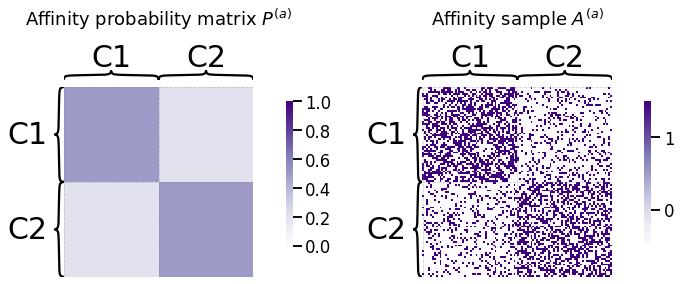 Affinity probability matrix P^(a)
C1 C2
C1
C2
1.0
0.8
0.6
0.4
0.2
0.0
Affinity sample A^(a)
C1 C2
C1
C2
1
0